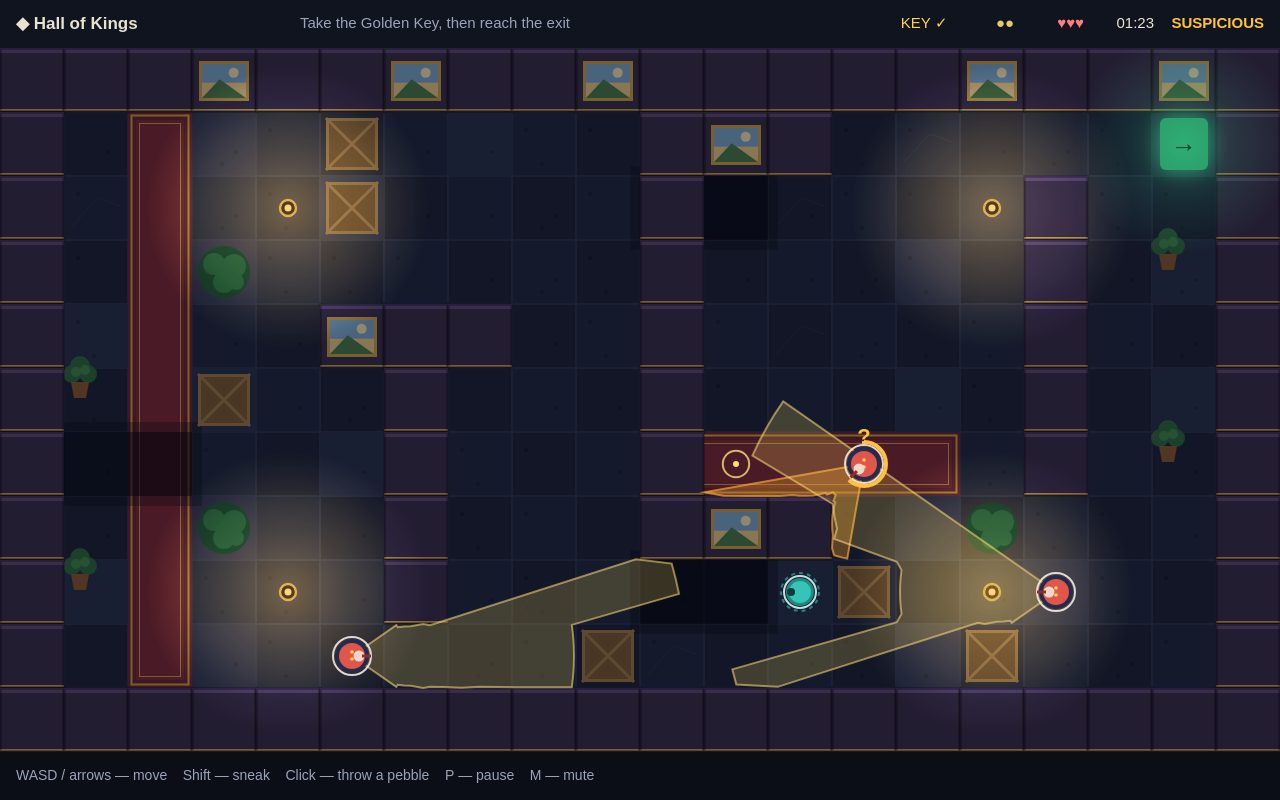 ◆ Hall of Kings
Take the Golden Key, then reach the exit
KEY ✓ ●● ♥♥♥ 01:23 SUSPICIOUS
→
?
WASD / arrows — move Shift — sneak Click — throw a pebble P — pause M — mute